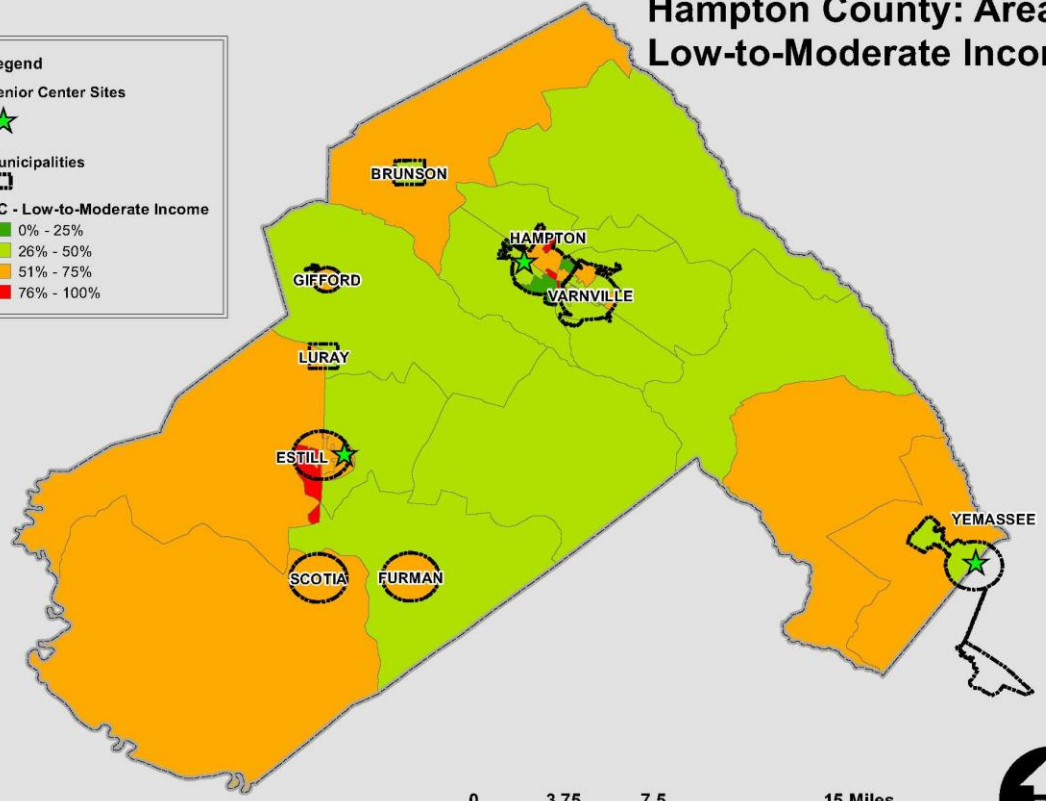 Hampton County: Area
Low-to-Moderate Incom
egend
enior Center Sites
unicipalities
C - Low-to-Moderate Income
0% - 25%
26% - 50%
51% - 75%
76% - 100%
BRUNSON
HAMPTON
GIFFORD
VARNVILLE
LURAY
ESTILL
YEMASSEE
SCOTIA
FURMAN
0 3.75 7.5 15 Miles